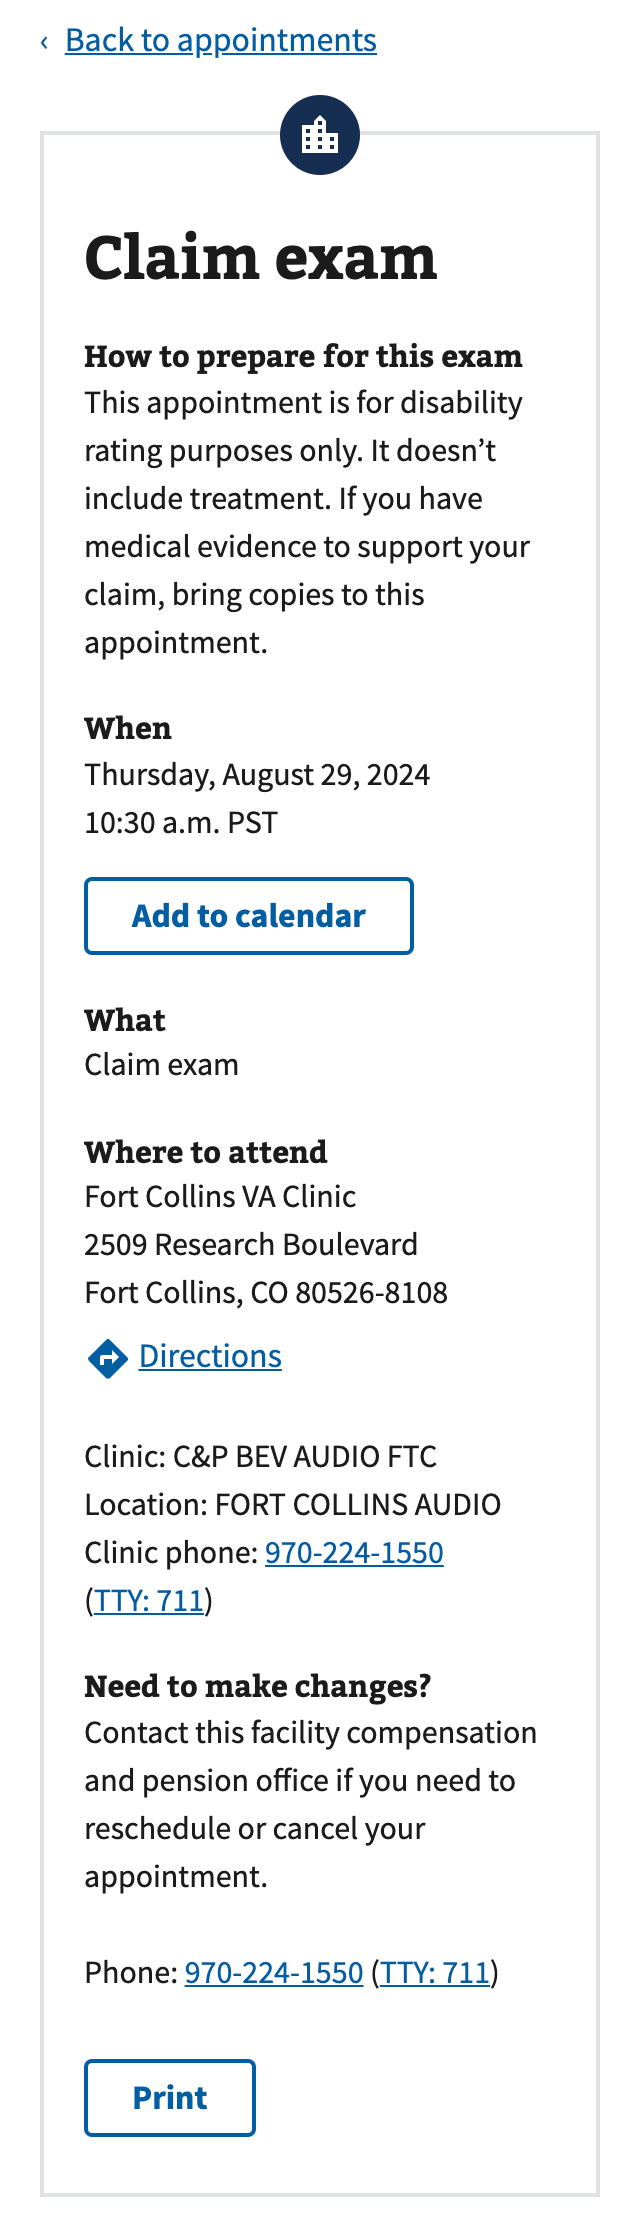 ‹ Back to appointments
Claim exam
How to prepare for this exam
This appointment is for disability
rating purposes only. It doesn’t
include treatment. If you have
medical evidence to support your
claim, bring copies to this
appointment.
When
Thursday, August 29, 2024
10:30 a.m. PST
Add to calendar
What
Claim exam
Where to attend
Fort Collins VA Clinic
2509 Research Boulevard
Fort Collins, CO 80526-8108
Directions
Clinic: C&P BEV AUDIO FTC
Location: FORT COLLINS AUDIO
Clinic phone: 970-224-1550
(TTY: 711)
Need to make changes?
Contact this facility compensation
and pension office if you need to
reschedule or cancel your
appointment.
Phone: 970-224-1550 (TTY: 711)
Print